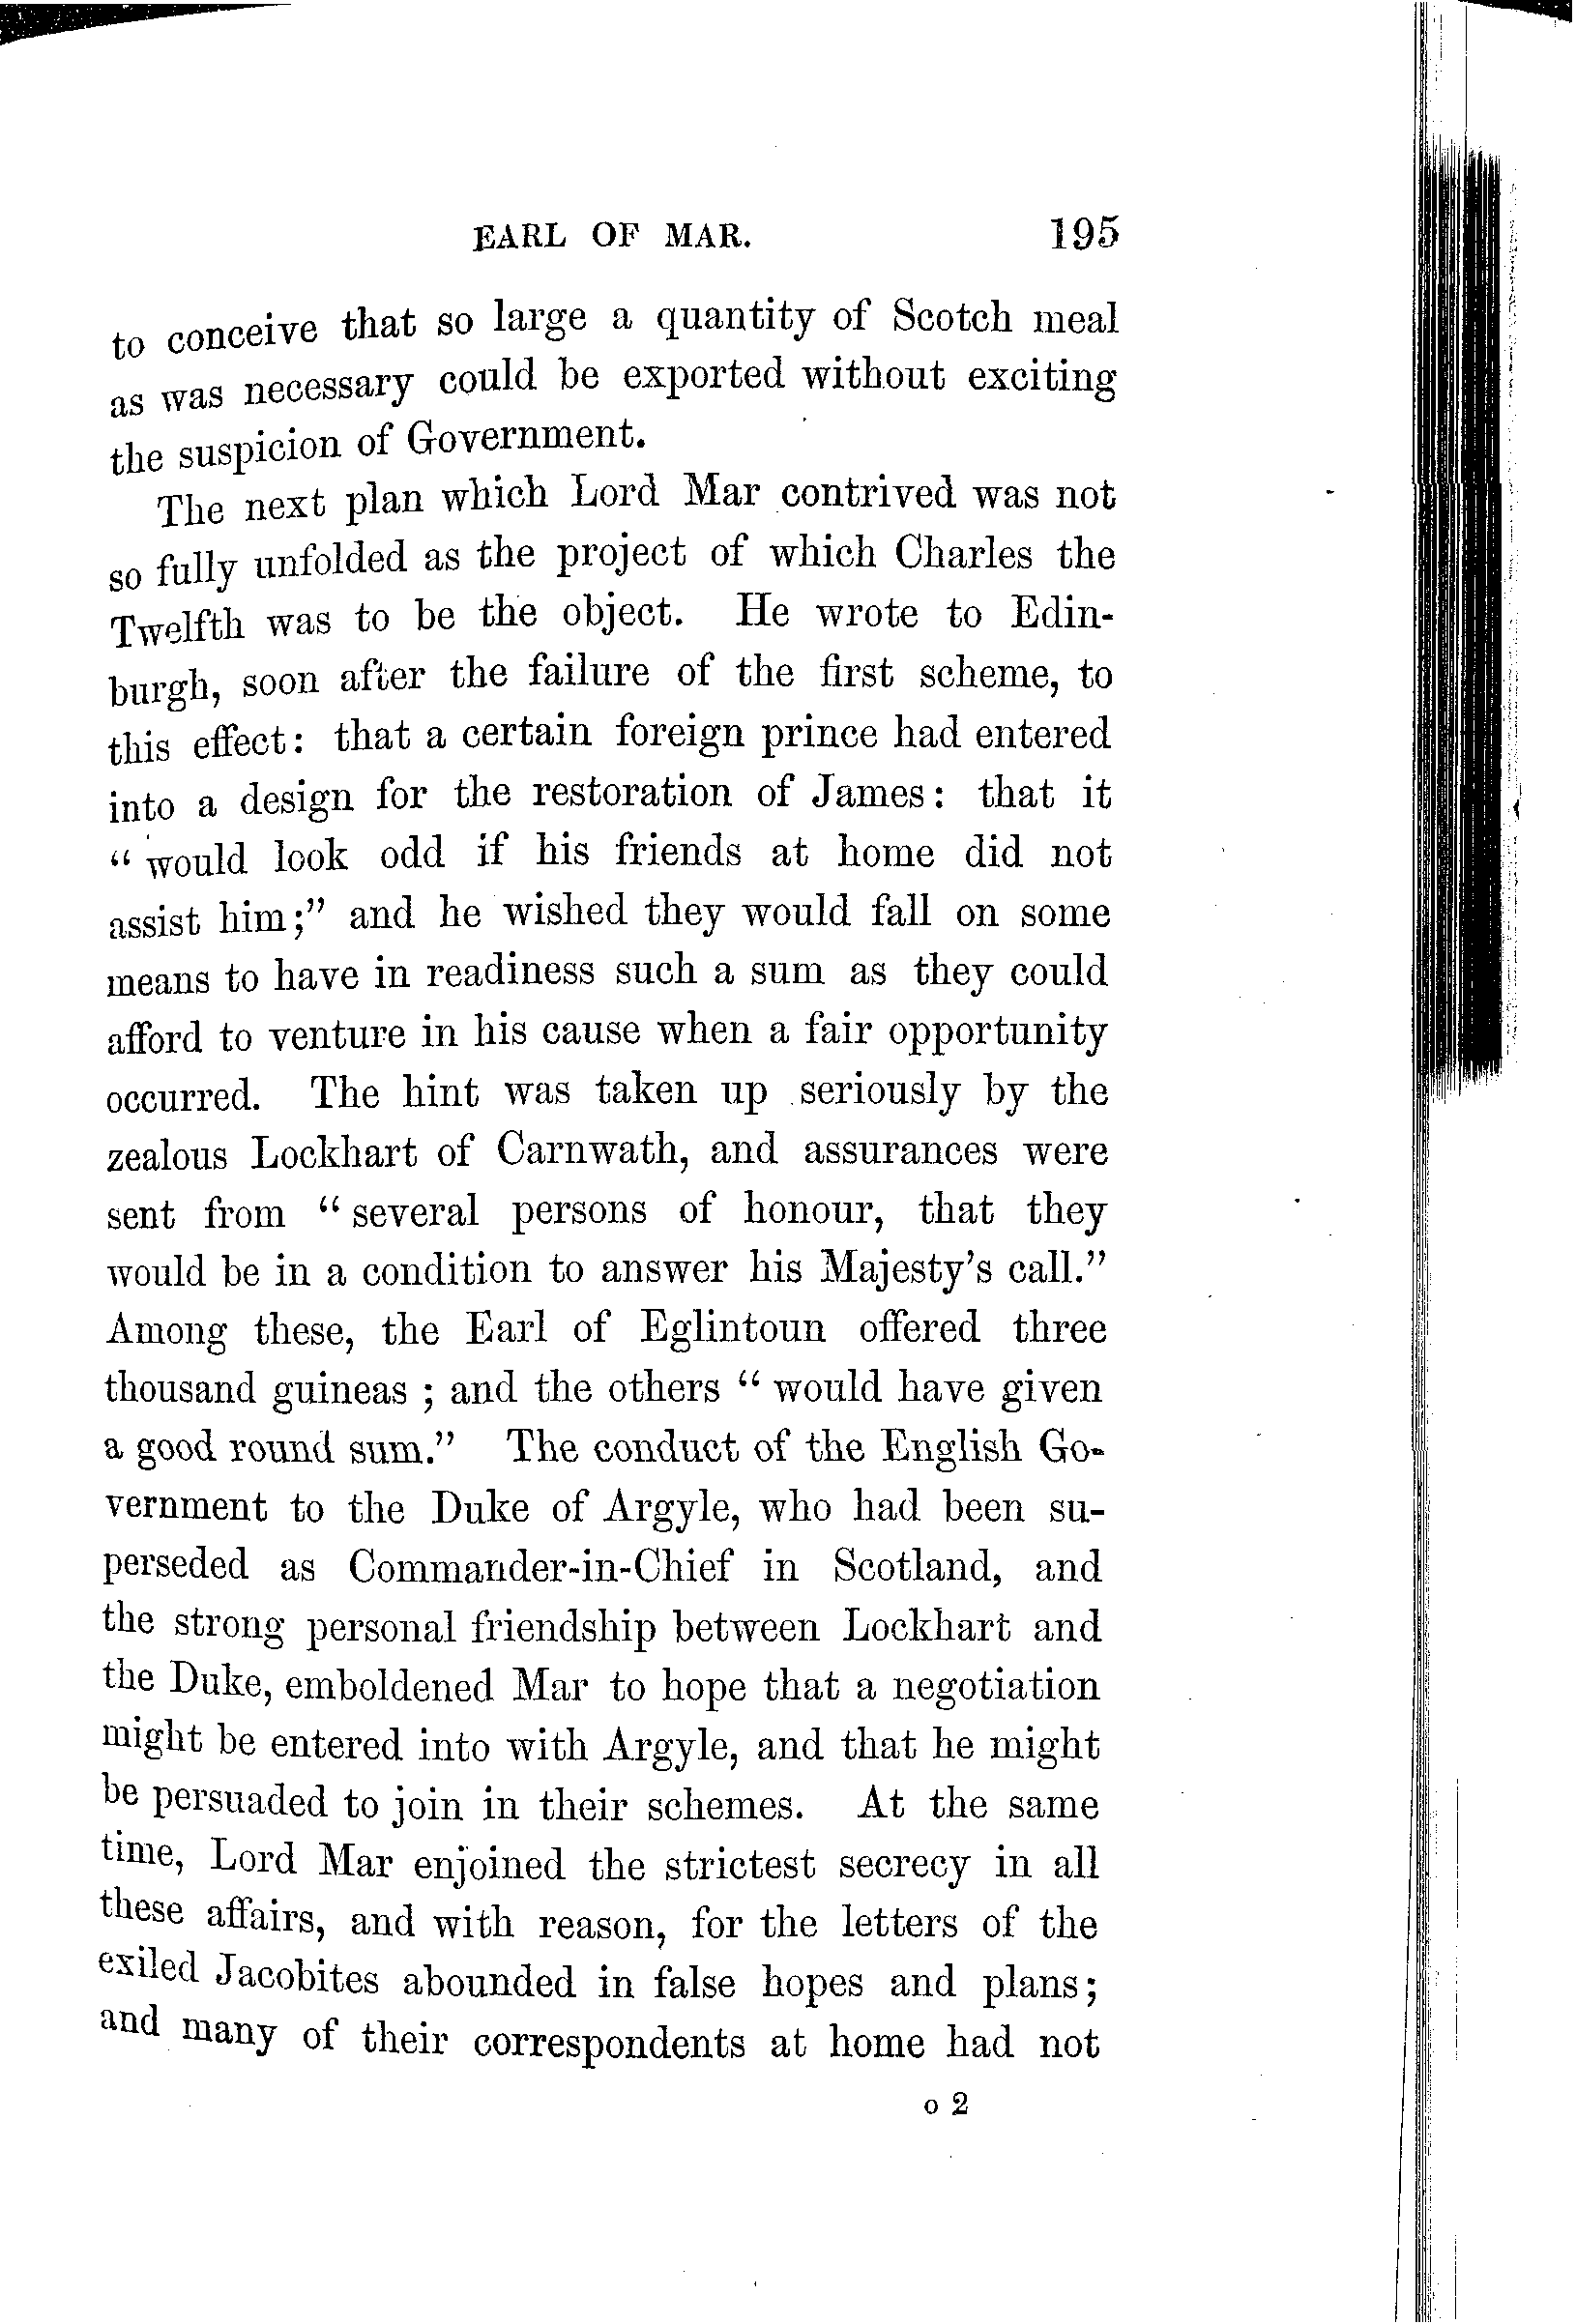 EARL OF MAR. 195
to conceive that so large a quantity of Scotch meal
as was necessary could be exported without exciting
the suspicion of Government.
The next plan which Lord Mar contrived was not
so fully unfolded as the project of which Charles the
Twelfth was to be the object. He wrote to Edin-
burgh, soon after the failure of the first scheme, to
this effect: that a certain foreign prince had entered
into a design for the restoration of James: that it
“ would look odd if his friends at home did not
assist him;” and he wished they would fall on some
means to have in readiness such a sum as they could
afford to venture in his cause when a fair opportunity
occurred. The hint was taken up seriously by the
zealous Lockhart of Carnwath, and assurances were
sent from “ several persons of honour, that they
would be in a condition to answer his Majesty’s call.”
Among these, the Earl of Eglintoun offered three
thousand guineas ; and the others “ would have given
a good round sum.” The conduct of the English Go-
vernment to the Duke of Argyle, who had been su-
perseded as Commander-in-Chief in Scotland, and
the strong personal friendship between Lockhart and
the Duke, emboldened Mar to hope that a negotiation
might be entered into with Argyle, and that he might
be persuaded to join in their schemes. At the same
time, Lord Mar enjoined the strictest secrecy in all
these affairs, and with reason, for the letters of the
exiled Jacobites abounded in false hopes and plans;
and many of their correspondents at home had not
o 2